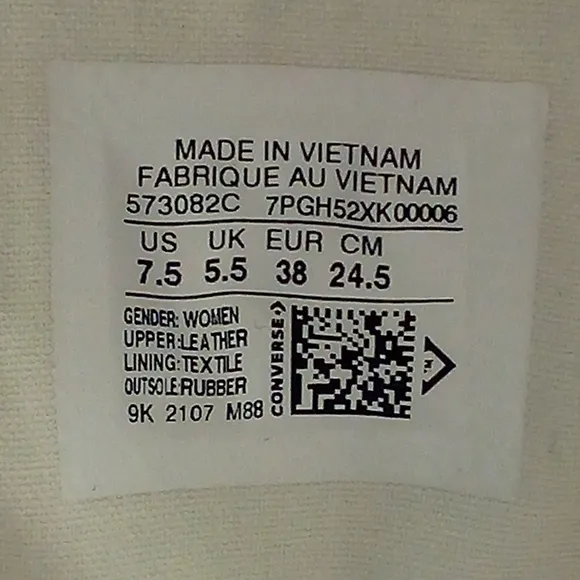 MADE IN VIETNAM
FABRIQUE AU VIETNAM
573082C 7PGH52XK00006
US UK EUR CM
7.5 5.5 38 24.5
GENDER: WOMEN
UPPER:LEATHER
LINING:TEXTILE
OUTSOLE:RUBBER
9K 2107 M88
CONVERSE